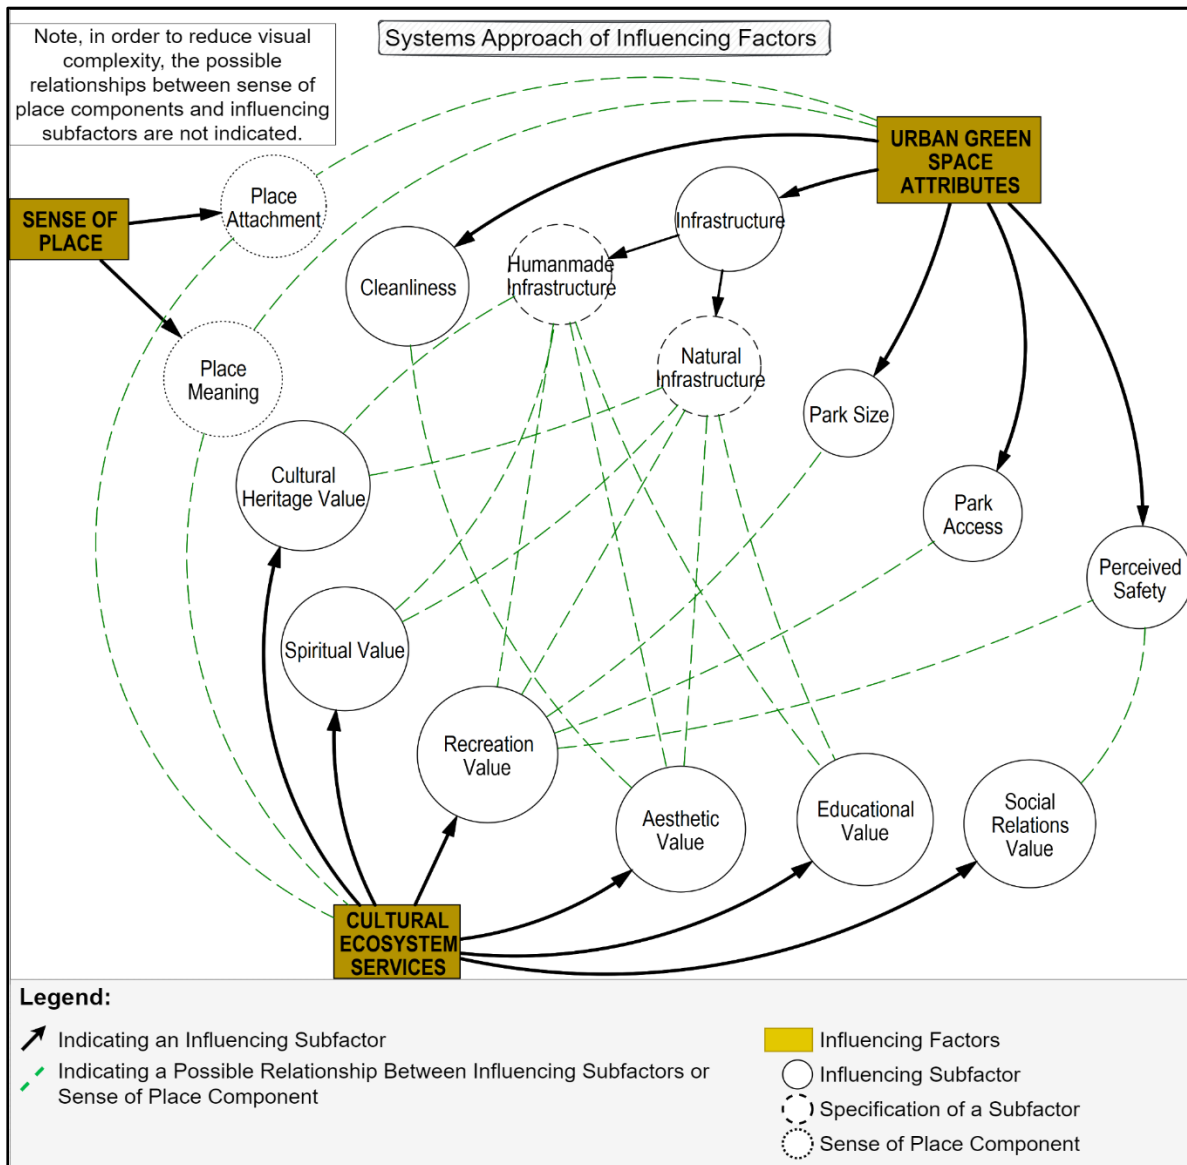 Note, in order to reduce visual
complexity, the possible
relationships between sense of
place components and influencing
subfactors are not indicated.
Systems Approach of Influencing Factors
URBAN GREEN
SPACE
ATTRIBUTES
SENSE OF
PLACE
Place
Attachment
Infrastructure
Humanmade
Infrastructure
Cleanliness
Natural
Infrastructure
Place
Meaning
Park Size
Cultural
Heritage Value
Park
Access
Perceived
Safety
Spiritual Value
Recreation
Value
Aesthetic
Value
Educational
Value
Social
Relations
Value
CULTURAL
ECOSYSTEM
SERVICES
Legend:
Indicating an Influencing Subfactor
Indicating a Possible Relationship Between Influencing Subfactors or
Sense of Place Component
Influencing Factors
Influencing Subfactor
Specification of a Subfactor
Sense of Place Component